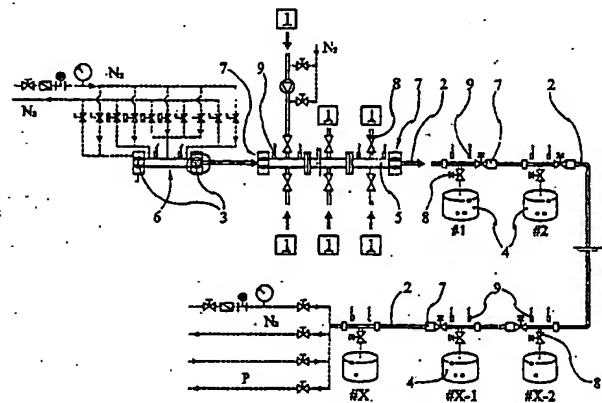 1
N₂
N₂
7 9 8 7 2 9 7 2
1 1
N₂
6 3 5 8 4
#1 #2
1 1 1
N₂
2 7 9
P
4 8
#X #X-1 #X-2